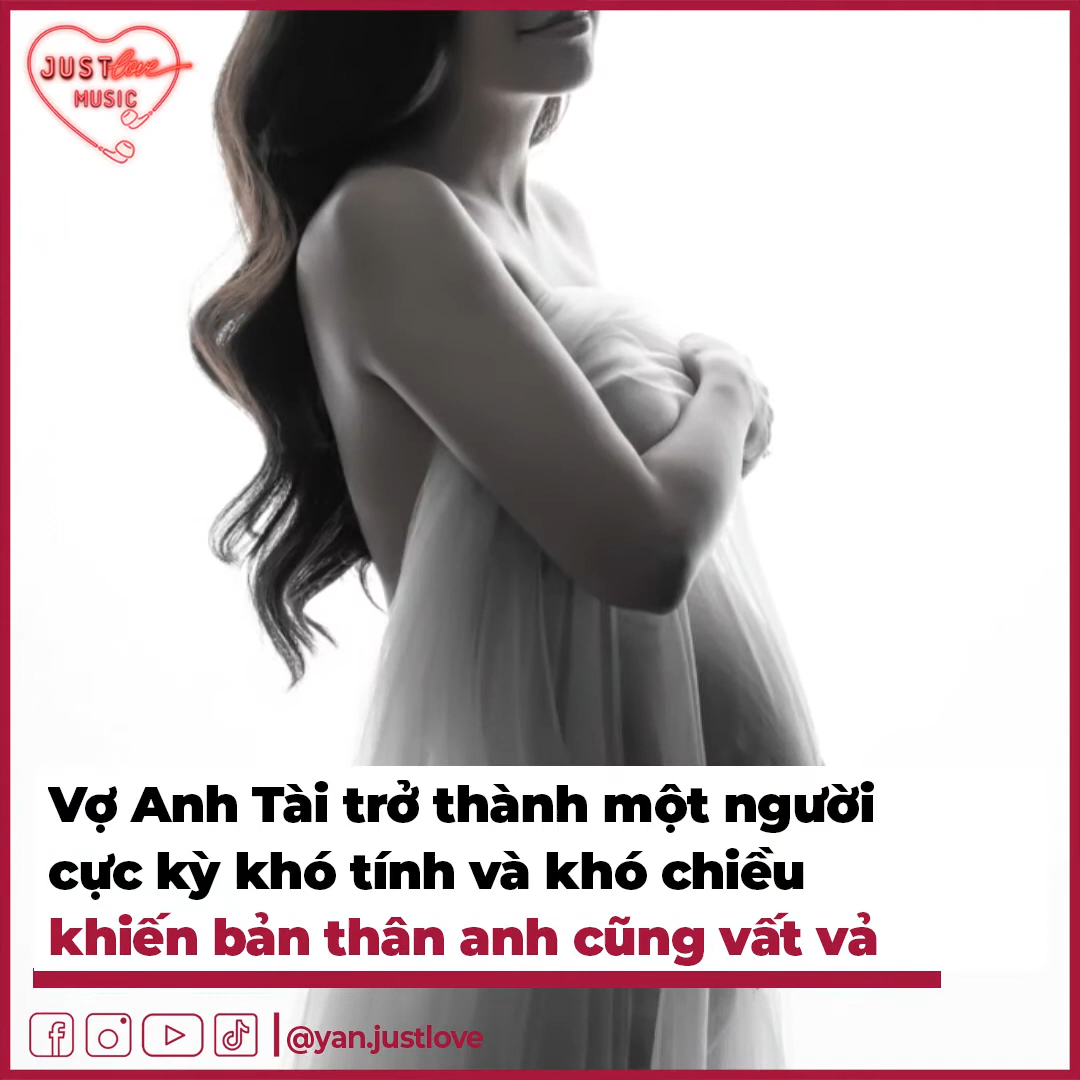 JUST love
MUSIC
Vợ Anh Tài trở thành một người
cực kỳ khó tính và khó chiều
khiến bản thân anh cũng vất vả
@yan.justlove